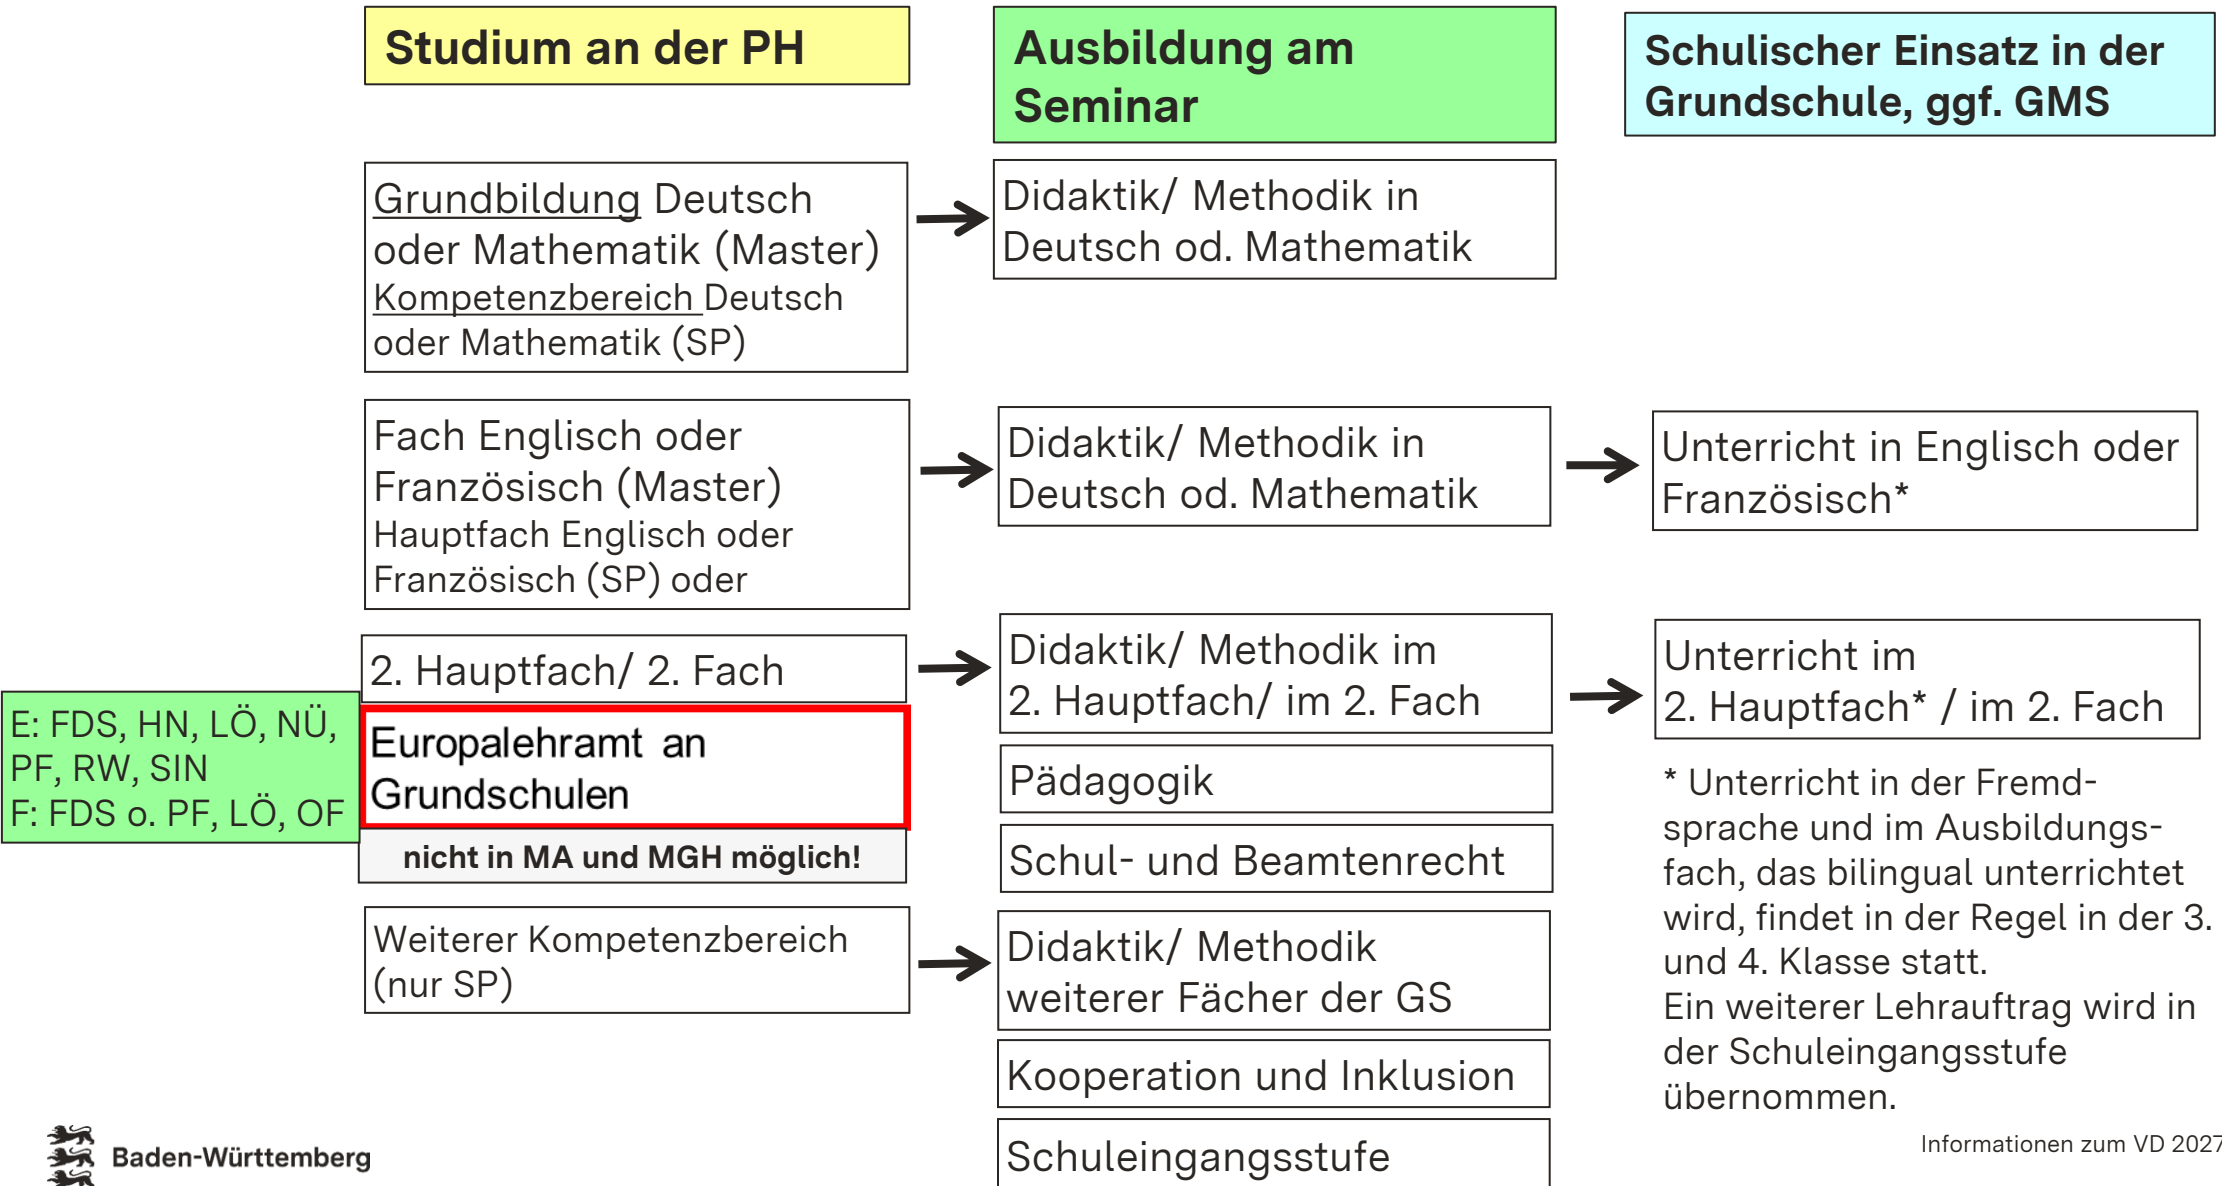 Studium an der PH
Ausbildung am
Seminar
Schulischer Einsatz in der
Grundschule, ggf. GMS
Grundbildung Deutsch
oder Mathematik (Master)
Kompetenzbereich Deutsch
oder Mathematik (SP)
Didaktik/ Methodik in
Deutsch od. Mathematik
Fach Englisch oder
Französisch (Master)
Hauptfach Englisch oder
Französisch (SP) oder
Didaktik/ Methodik in
Deutsch od. Mathematik
Unterricht in Englisch oder
Französisch*
2. Hauptfach/ 2. Fach
Didaktik/ Methodik im
2. Hauptfach/ im 2. Fach
Unterricht im
2. Hauptfach* / im 2. Fach
E: FDS, HN, LÖ, NÜ,
PF, RW, SIN
F: FDS o. PF, LÖ, OF
Europalehramt an
Grundschulen
nicht in MA und MGH möglich!
Pädagogik
Schul- und Beamtenrecht
* Unterricht in der Fremd-
sprache und im Ausbildungs-
fach, das bilingual unterrichtet
wird, findet in der Regel in der 3.
und 4. Klasse statt.
Ein weiterer Lehrauftrag wird in
der Schuleingangsstufe
übernommen.
Weiterer Kompetenzbereich
(nur SP)
Didaktik/ Methodik
weiterer Fächer der GS
Kooperation und Inklusion
Schuleingangsstufe
Baden-Württemberg
Informationen zum VD 2027